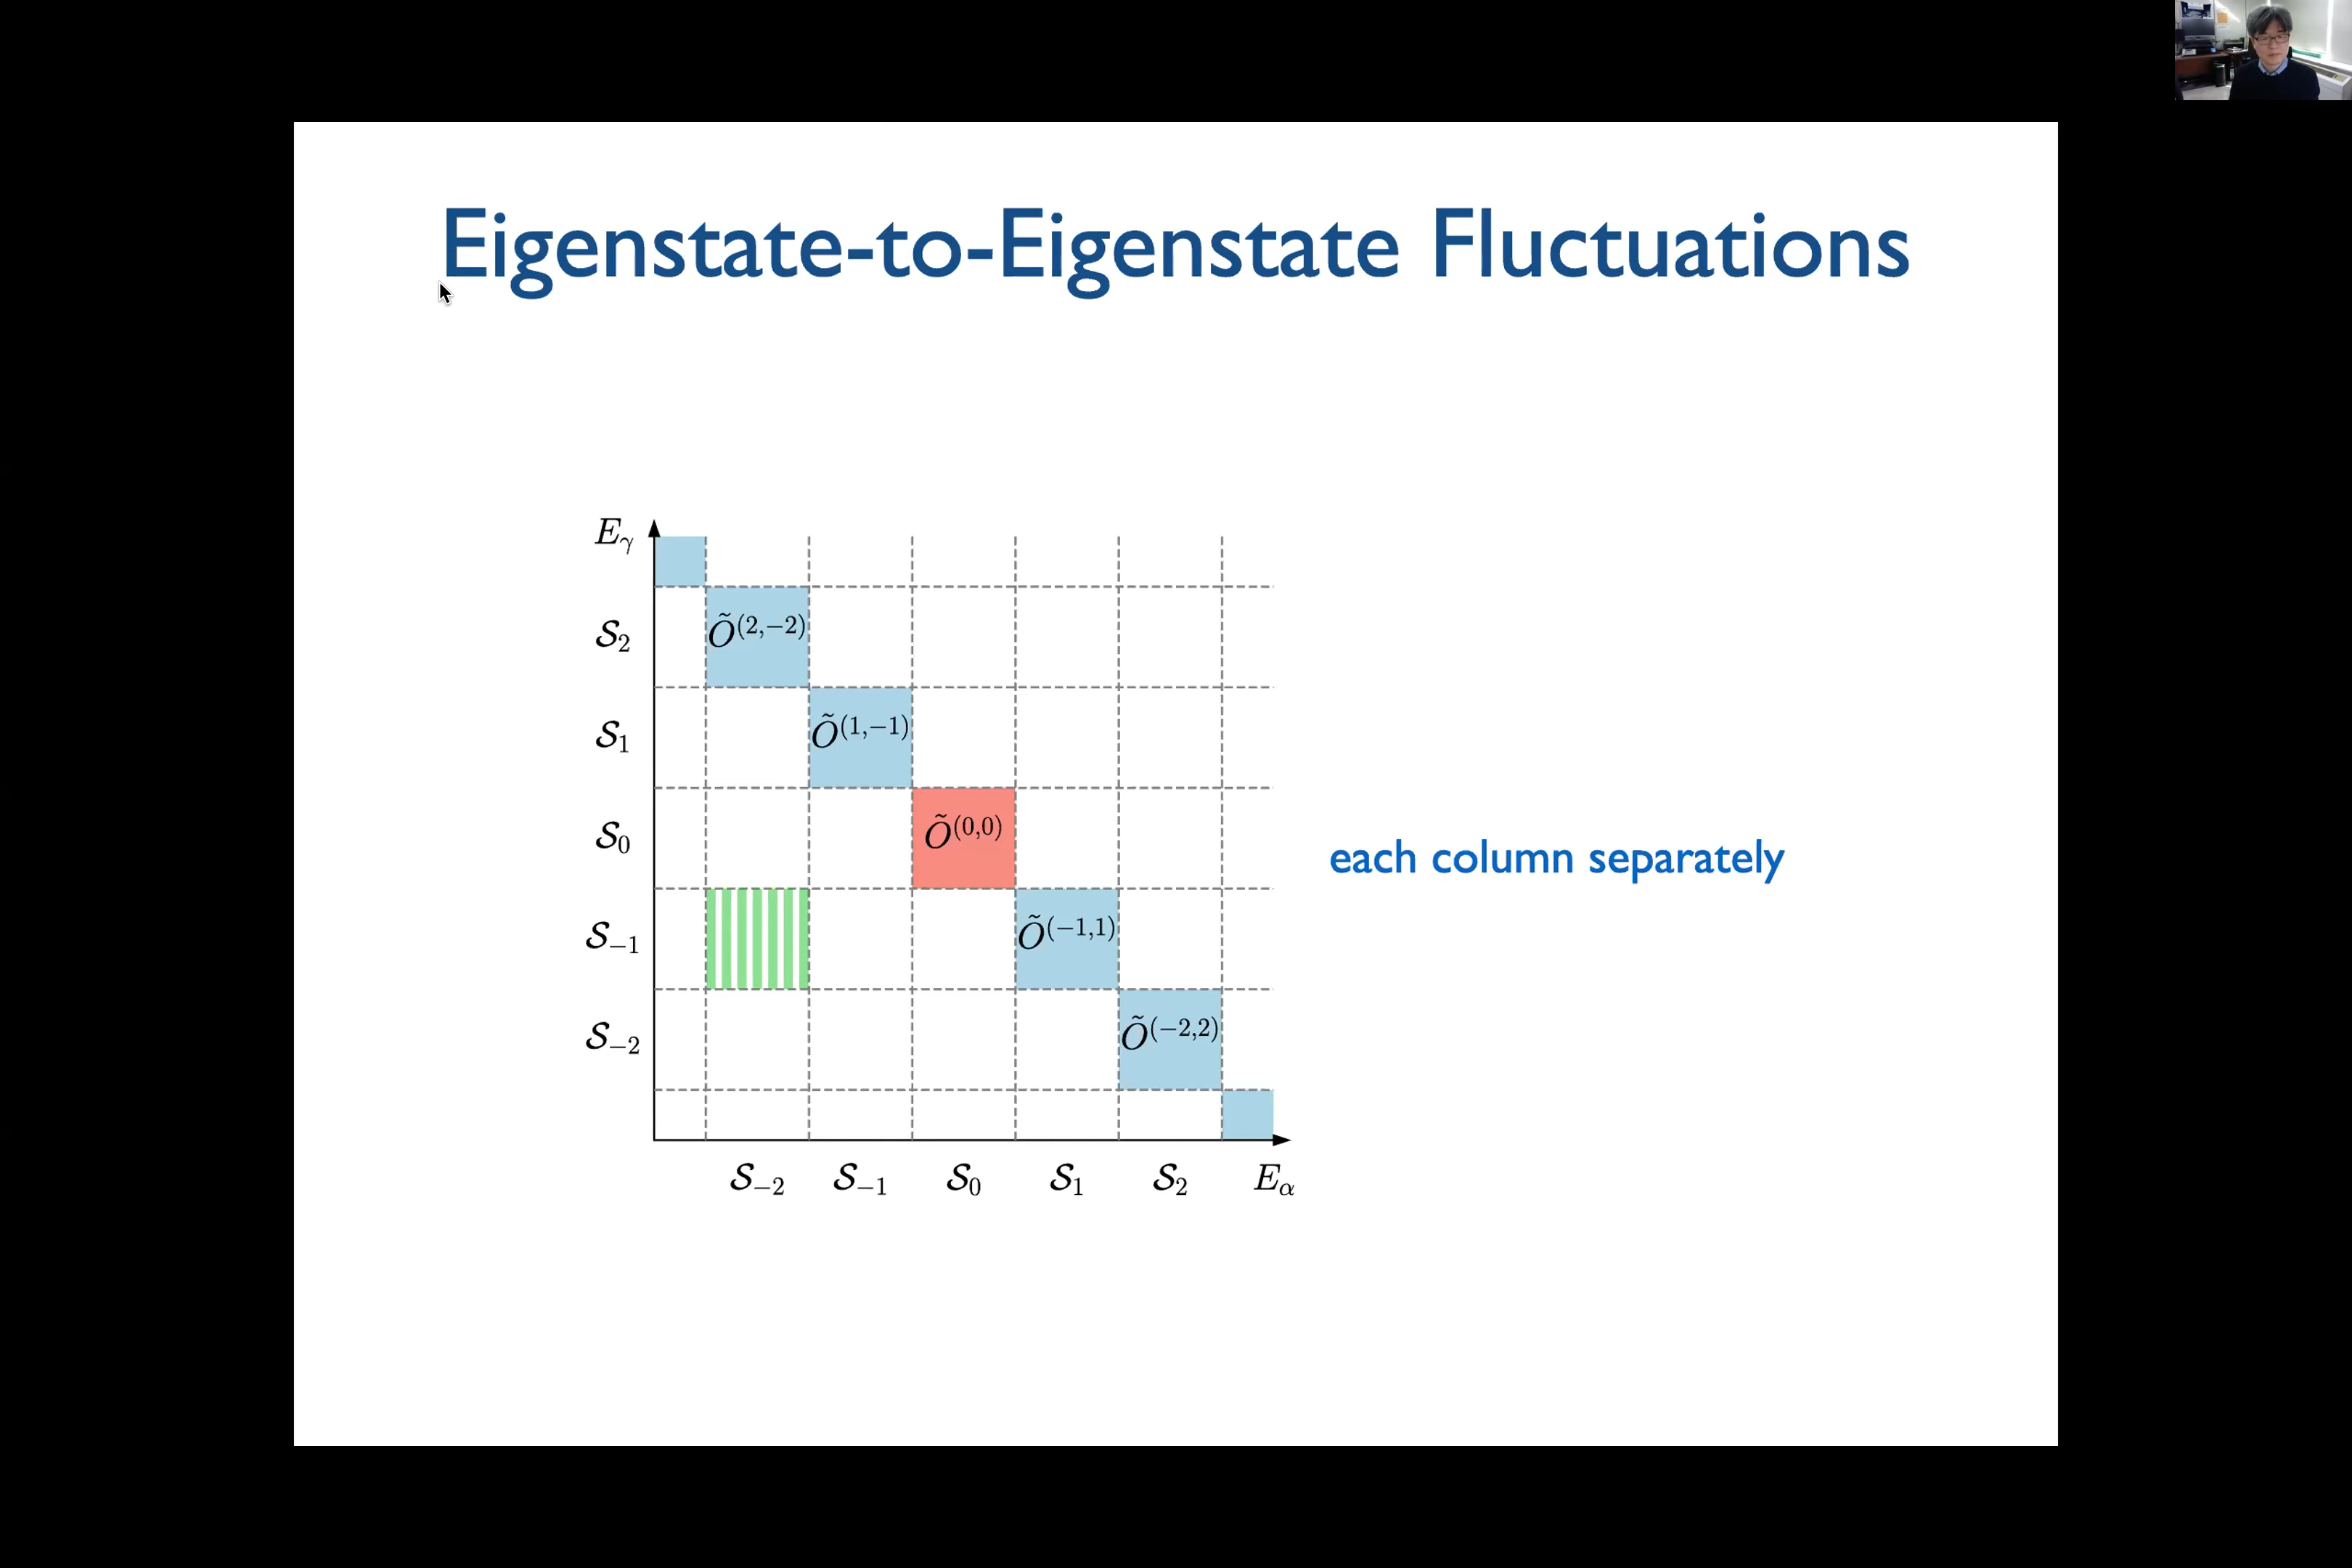 Eigenstate-to-Eigenstate Fluctuations
E_γ
S_2
Õ^(2,−2)
S_1
Õ^(1,−1)
S_0
Õ^(0,0)
each column separately
S_−1
Õ^(−1,1)
S_−2
Õ^(−2,2)
S_−2 S_−1 S_0 S_1 S_2 E_α